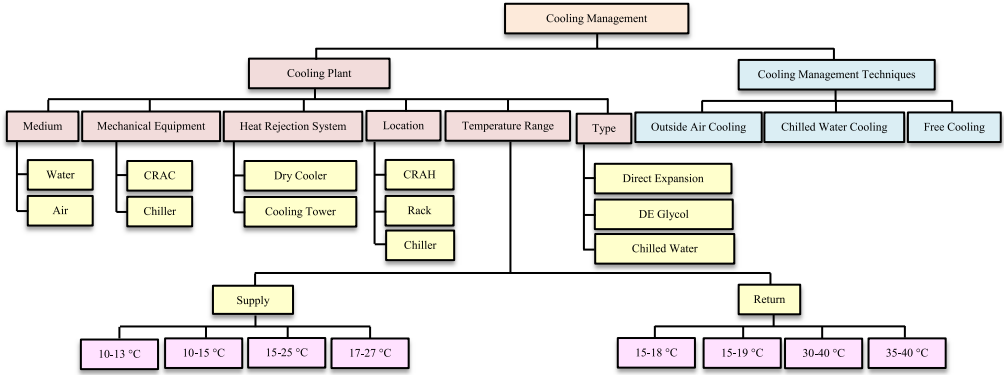 Cooling Management
Cooling Plant
Cooling Management Techniques
Medium
Mechanical Equipment
Heat Rejection System
Location
Temperature Range
Type
Outside Air Cooling
Chilled Water Cooling
Free Cooling
Water
Air
CRAC
Chiller
Dry Cooler
Cooling Tower
CRAH
Rack
Chiller
Direct Expansion
DE Glycol
Chilled Water
Supply
Return
10-13 °C
10-15 °C
15-25 °C
17-27 °C
15-18 °C
15-19 °C
30-40 °C
35-40 °C